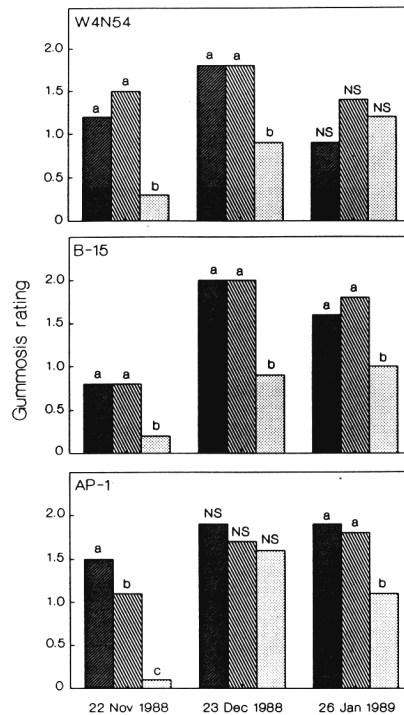 W4N54
2.0
1.5
1.0
0.5
0
a a b
a a b
NS NS NS
B-15
2.0
1.5
1.0
0.5
0
a a b
a a b
a a b
Gummosis rating
AP-1
2.0
1.5
1.0
0.5
0
a b c
NS NS NS
a a b
22 Nov 1988 23 Dec 1988 26 Jan 1989